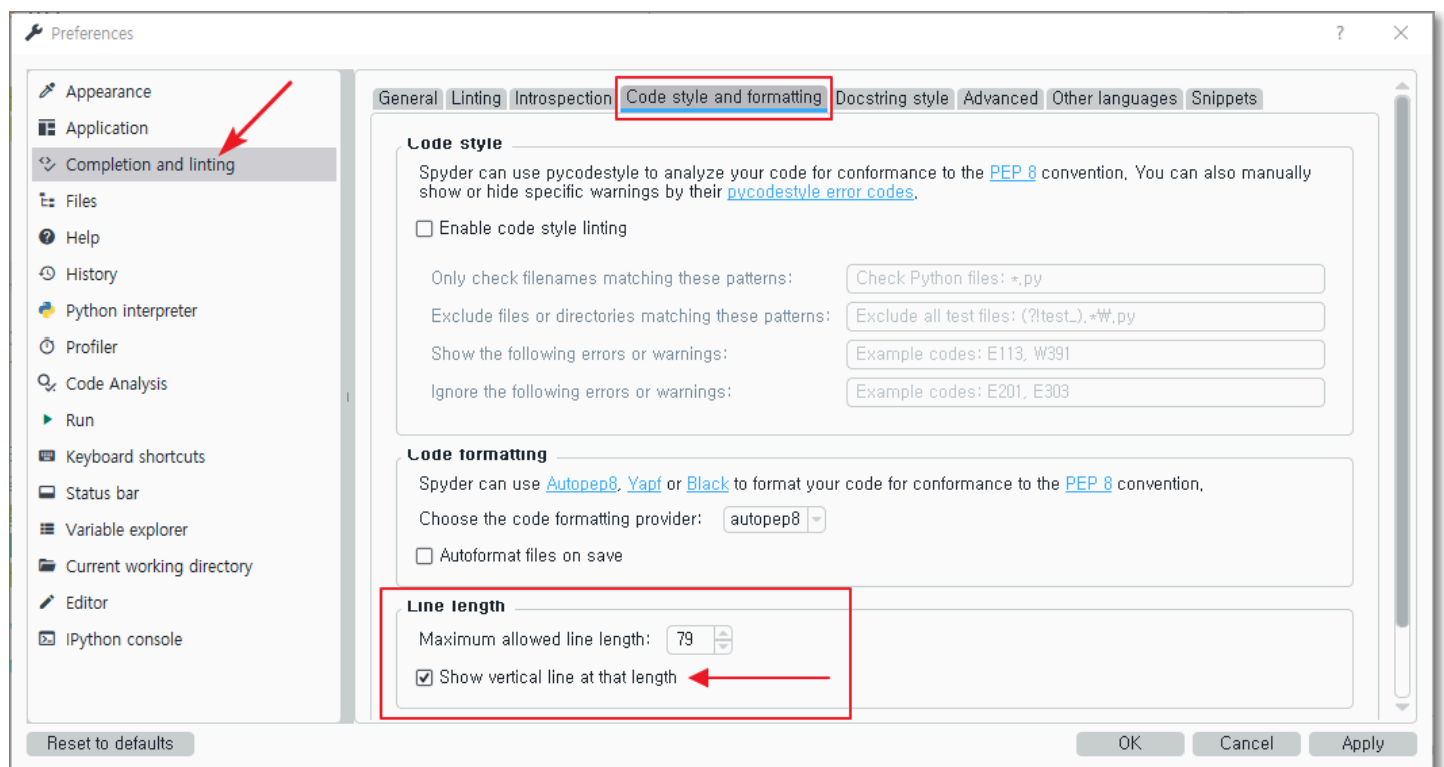 Preferences
?
Appearance
Application
Completion and linting
Files
Help
History
Python interpreter
Profiler
Code Analysis
Run
Keyboard shortcuts
Status bar
Variable explorer
Current working directory
Editor
IPython console
General Linting Introspection Code style and formatting Docstring style Advanced Other languages Snippets
Code style
Spyder can use pycodestyle to analyze your code for conformance to the PEP 8 convention. You can also manually
show or hide specific warnings by their pycodestyle error codes.
Enable code style linting
Only check filenames matching these patterns: Check Python files: *.py
Exclude files or directories matching these patterns: Exclude all test files: (?!test_).*₩.py
Show the following errors or warnings: Example codes: E113, W391
Ignore the following errors or warnings: Example codes: E201, E303
Code formatting
Spyder can use Autopep8, Yapf or Black to format your code for conformance to the PEP 8 convention.
Choose the code formatting provider: autopep8
Autoformat files on save
Line length
Maximum allowed line length: 79
Show vertical line at that length
Reset to defaults
OK Cancel Apply